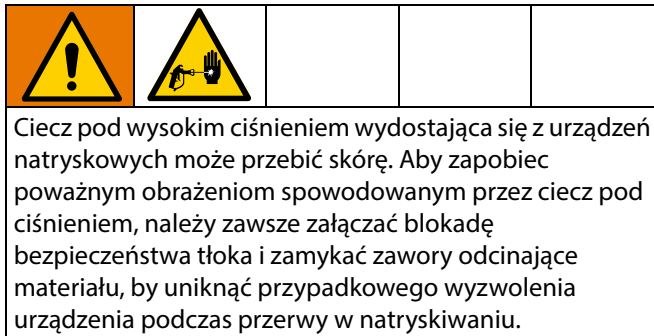 Ciecz pod wysokim ciśnieniem wydostająca się z urządzeń
natryskowych może przebić skórę. Aby zapobiec
poważnym obrażeniom spowodowanym przez ciecz pod
ciśnieniem, należy zawsze załączać blokadę
bezpieczeństwa tłoka i zamykać zawory odcinające
materiału, by uniknąć przypadkowego wyzwolenia
urządzenia podczas przerwy w natryskiwaniu.